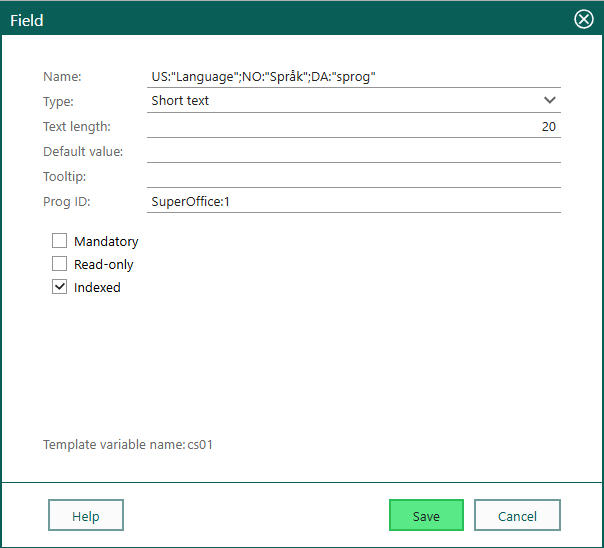 Field
Name: US:"Language";NO:"Språk";DA:"sprog"
Type: Short text
Text length: 20
Default value:
Tooltip:
Prog ID: SuperOffice:1
Mandatory
Read-only
Indexed
Template variable name: cs01
Help Save Cancel